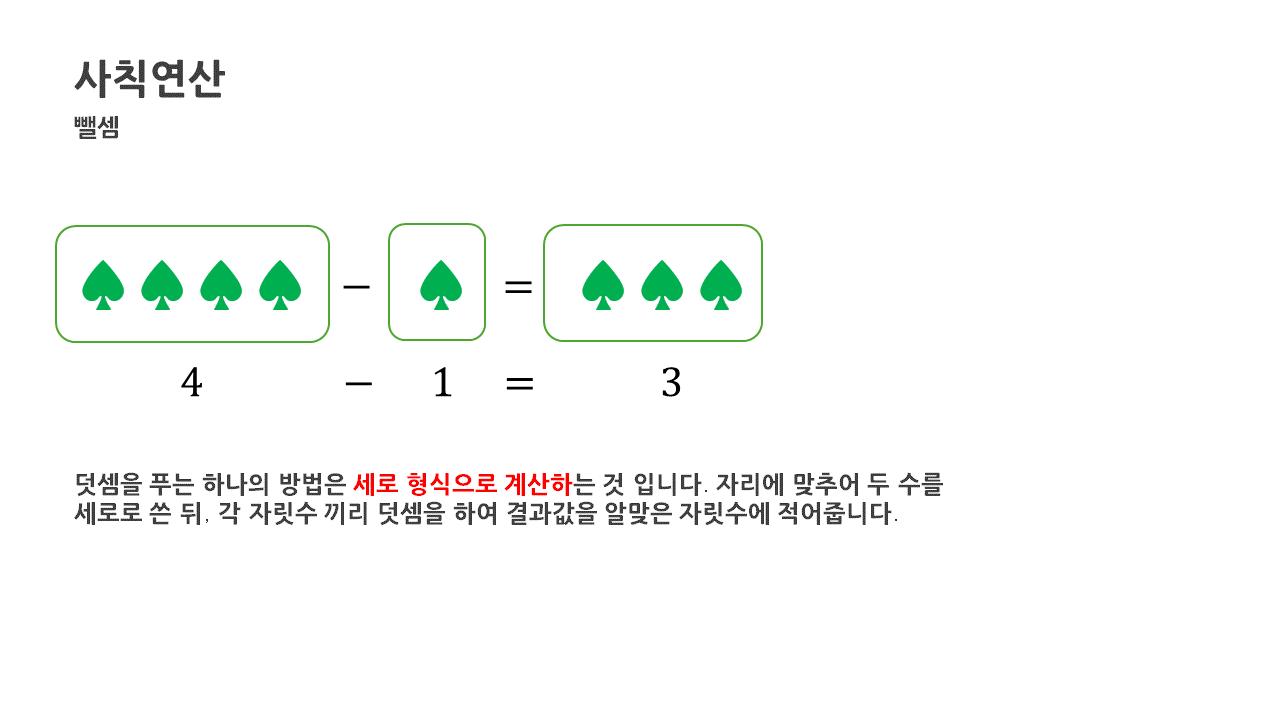 사칙연산
뺄셈
− =
4 − 1 = 3
덧셈을 푸는 하나의 방법은 세로 형식으로 계산하는 것 입니다. 자리에 맞추어 두 수를
세로로 쓴 뒤, 각 자릿수 끼리 덧셈을 하여 결과값을 알맞은 자릿수에 적어줍니다.